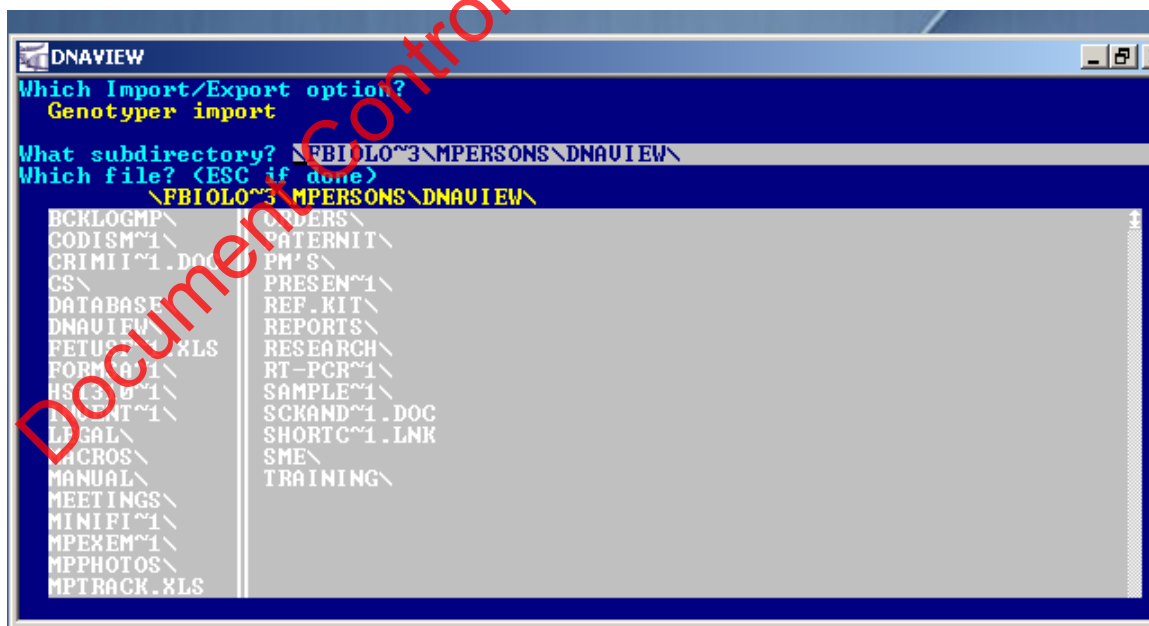 DNAVIEW
Which Import/Export option?
Genotyper import
What subdirectory? \FBIOLO~3\MPERSONS\DNAVIEW\
Which file? (ESC if done)
\FBIOLO~3\MPERSONS\DNAVIEW\
BCKLOGMP\ ORDERS\
CODISM~1\ PATERNIT\
CRIMII~1.DOC PM'S\
CS\ PRESEN~1\
DATABASE\ REF.KIT\
DNAVIEW\ REPORTS\
RESEARCH\
RT-PCR~1\
SAMPLE~1\
SCKAND~1.DOC
LEGAL\ SHORTC~1.LNK
MACROS\ SME\
MANUAL\ TRAINING\
MEETINGS\
MINIFI~1\
MPEXEM~1\
MPPHOTOS\
MPTRACK.XLS
Document Control